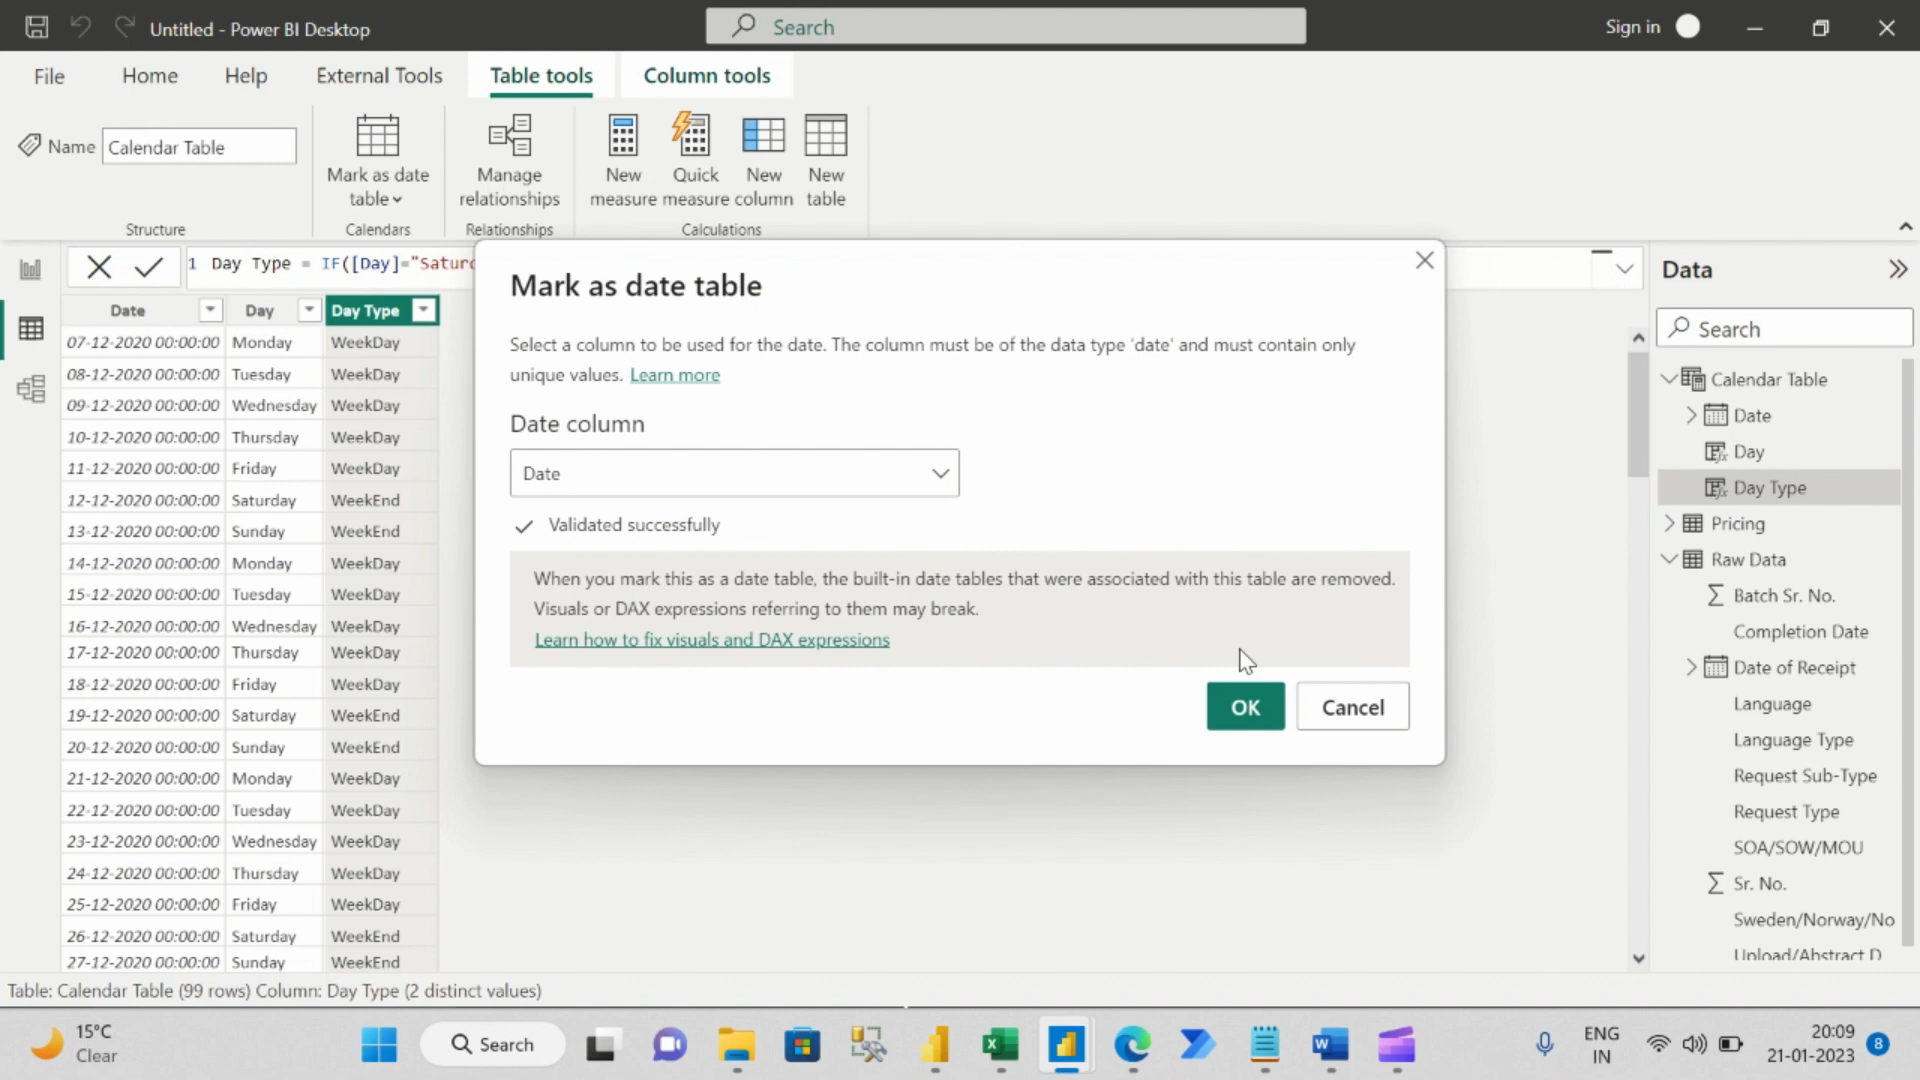 Untitled - Power BI Desktop
Search
Sign in
File
Home
Help
External Tools
Table tools
Column tools
Name
Calendar Table
Mark as date
table
Manage
relationships
New
measure
Quick
measure
New
column
New
table
Structure
Calendars
Relationships
Calculations
1 Day Type = IF([Day]="Saturd
Date Day Day Type
07-12-2020 00:00:00 Monday WeekDay
08-12-2020 00:00:00 Tuesday WeekDay
09-12-2020 00:00:00 Wednesday WeekDay
10-12-2020 00:00:00 Thursday WeekDay
11-12-2020 00:00:00 Friday WeekDay
12-12-2020 00:00:00 Saturday WeekEnd
13-12-2020 00:00:00 Sunday WeekEnd
14-12-2020 00:00:00 Monday WeekDay
15-12-2020 00:00:00 Tuesday WeekDay
16-12-2020 00:00:00 Wednesday WeekDay
17-12-2020 00:00:00 Thursday WeekDay
18-12-2020 00:00:00 Friday WeekDay
19-12-2020 00:00:00 Saturday WeekEnd
20-12-2020 00:00:00 Sunday WeekEnd
21-12-2020 00:00:00 Monday WeekDay
22-12-2020 00:00:00 Tuesday WeekDay
23-12-2020 00:00:00 Wednesday WeekDay
24-12-2020 00:00:00 Thursday WeekDay
25-12-2020 00:00:00 Friday WeekDay
26-12-2020 00:00:00 Saturday WeekEnd
27-12-2020 00:00:00 Sunday WeekEnd
Mark as date table
Select a column to be used for the date. The column must be of the data type 'date' and must contain only
unique values. Learn more
Date column
Date
Validated successfully
When you mark this as a date table, the built-in date tables that were associated with this table are removed.
Visuals or DAX expressions referring to them may break.
Learn how to fix visuals and DAX expressions
OK
Cancel
Data
Search
Calendar Table
Date
Day
Day Type
Pricing
Raw Data
Batch Sr. No.
Completion Date
Date of Receipt
Language
Language Type
Request Sub-Type
Request Type
SOA/SOW/MOU
Sr. No.
Sweden/Norway/No
Upload/Abstract D
Table: Calendar Table (99 rows) Column: Day Type (2 distinct values)
15°C
Clear
Search
ENG
IN
20:09
21-01-2023
8